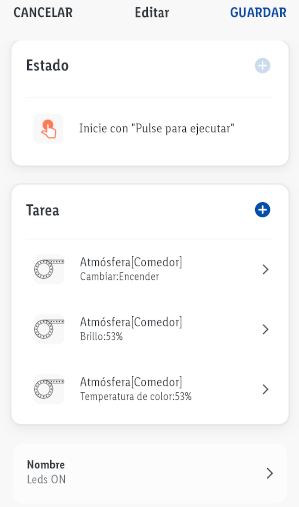 CANCELAR Editar GUARDAR
Estado
Inicie con "Pulse para ejecutar"
Tarea
Atmósfera[Comedor]
Cambiar:Encender
Atmósfera[Comedor]
Brillo:53%
Atmósfera[Comedor]
Temperatura de color:53%
Nombre
Leds ON